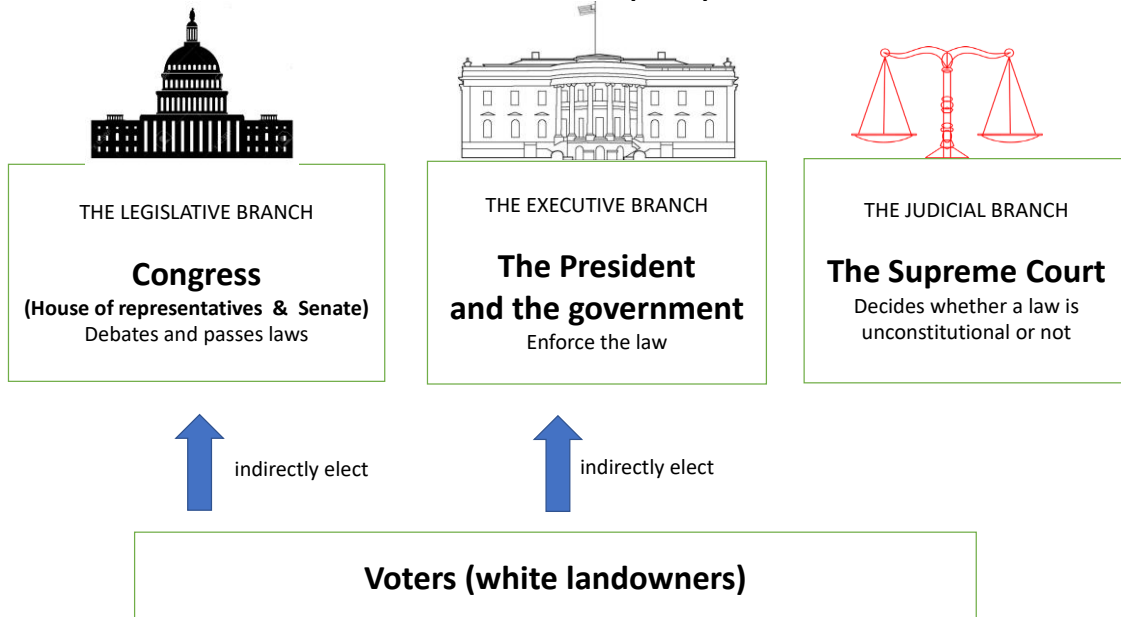 THE LEGISLATIVE BRANCH
Congress
(House of representatives & Senate)
Debates and passes laws
THE EXECUTIVE BRANCH
The President
and the government
Enforce the law
THE JUDICIAL BRANCH
The Supreme Court
Decides whether a law is
unconstitutional or not
indirectly elect
indirectly elect
Voters (white landowners)